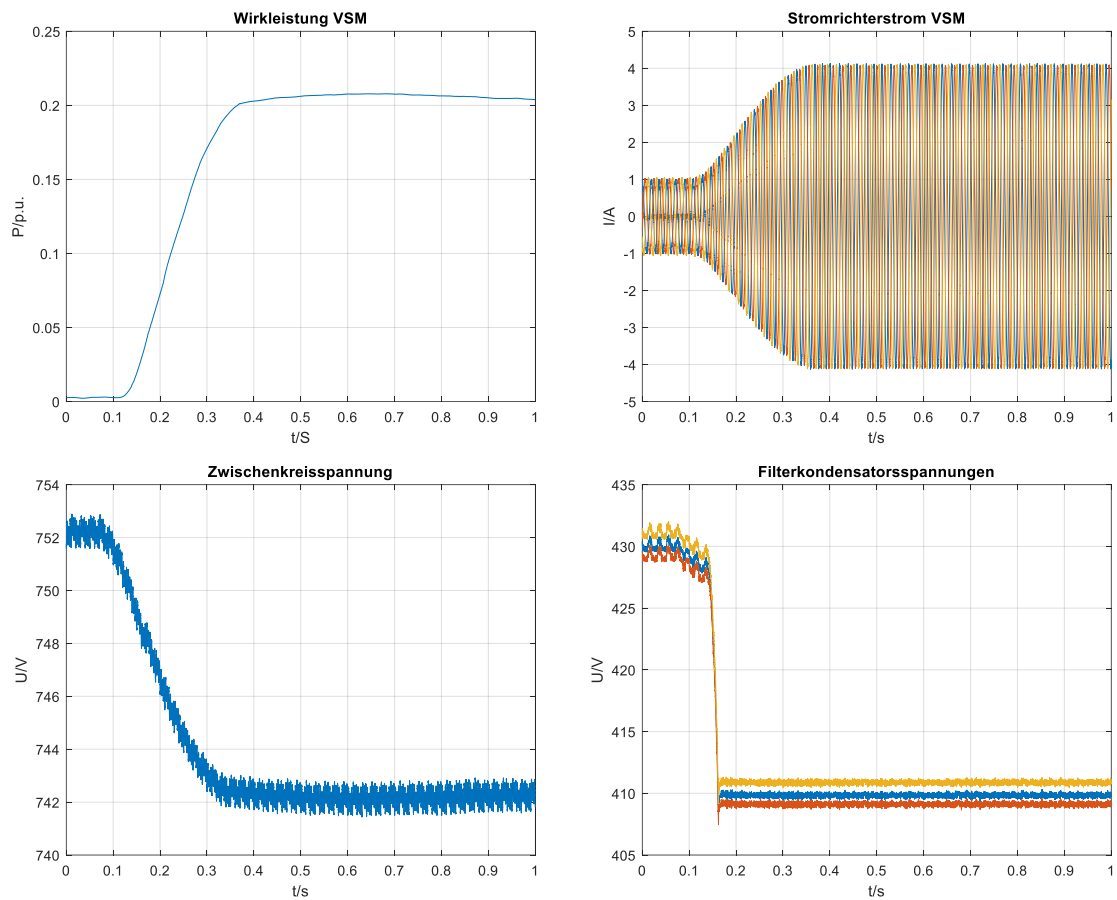 Wirkleistung VSM
0.25
0.2
0.15
0.1
0.05
0
P/p.u.
0 0.1 0.2 0.3 0.4 0.5 0.6 0.7 0.8 0.9 1
t/S
Stromrichterstrom VSM
5
4
3
2
1
0
-1
-2
-3
-4
-5
I/A
0 0.1 0.2 0.3 0.4 0.5 0.6 0.7 0.8 0.9 1
t/s
Zwischenkreisspannung
754
752
750
748
746
744
742
740
U/V
0 0.1 0.2 0.3 0.4 0.5 0.6 0.7 0.8 0.9 1
t/s
Filterkondensatorsspannungen
435
430
425
420
415
410
405
U/V
0 0.1 0.2 0.3 0.4 0.5 0.6 0.7 0.8 0.9 1
t/s